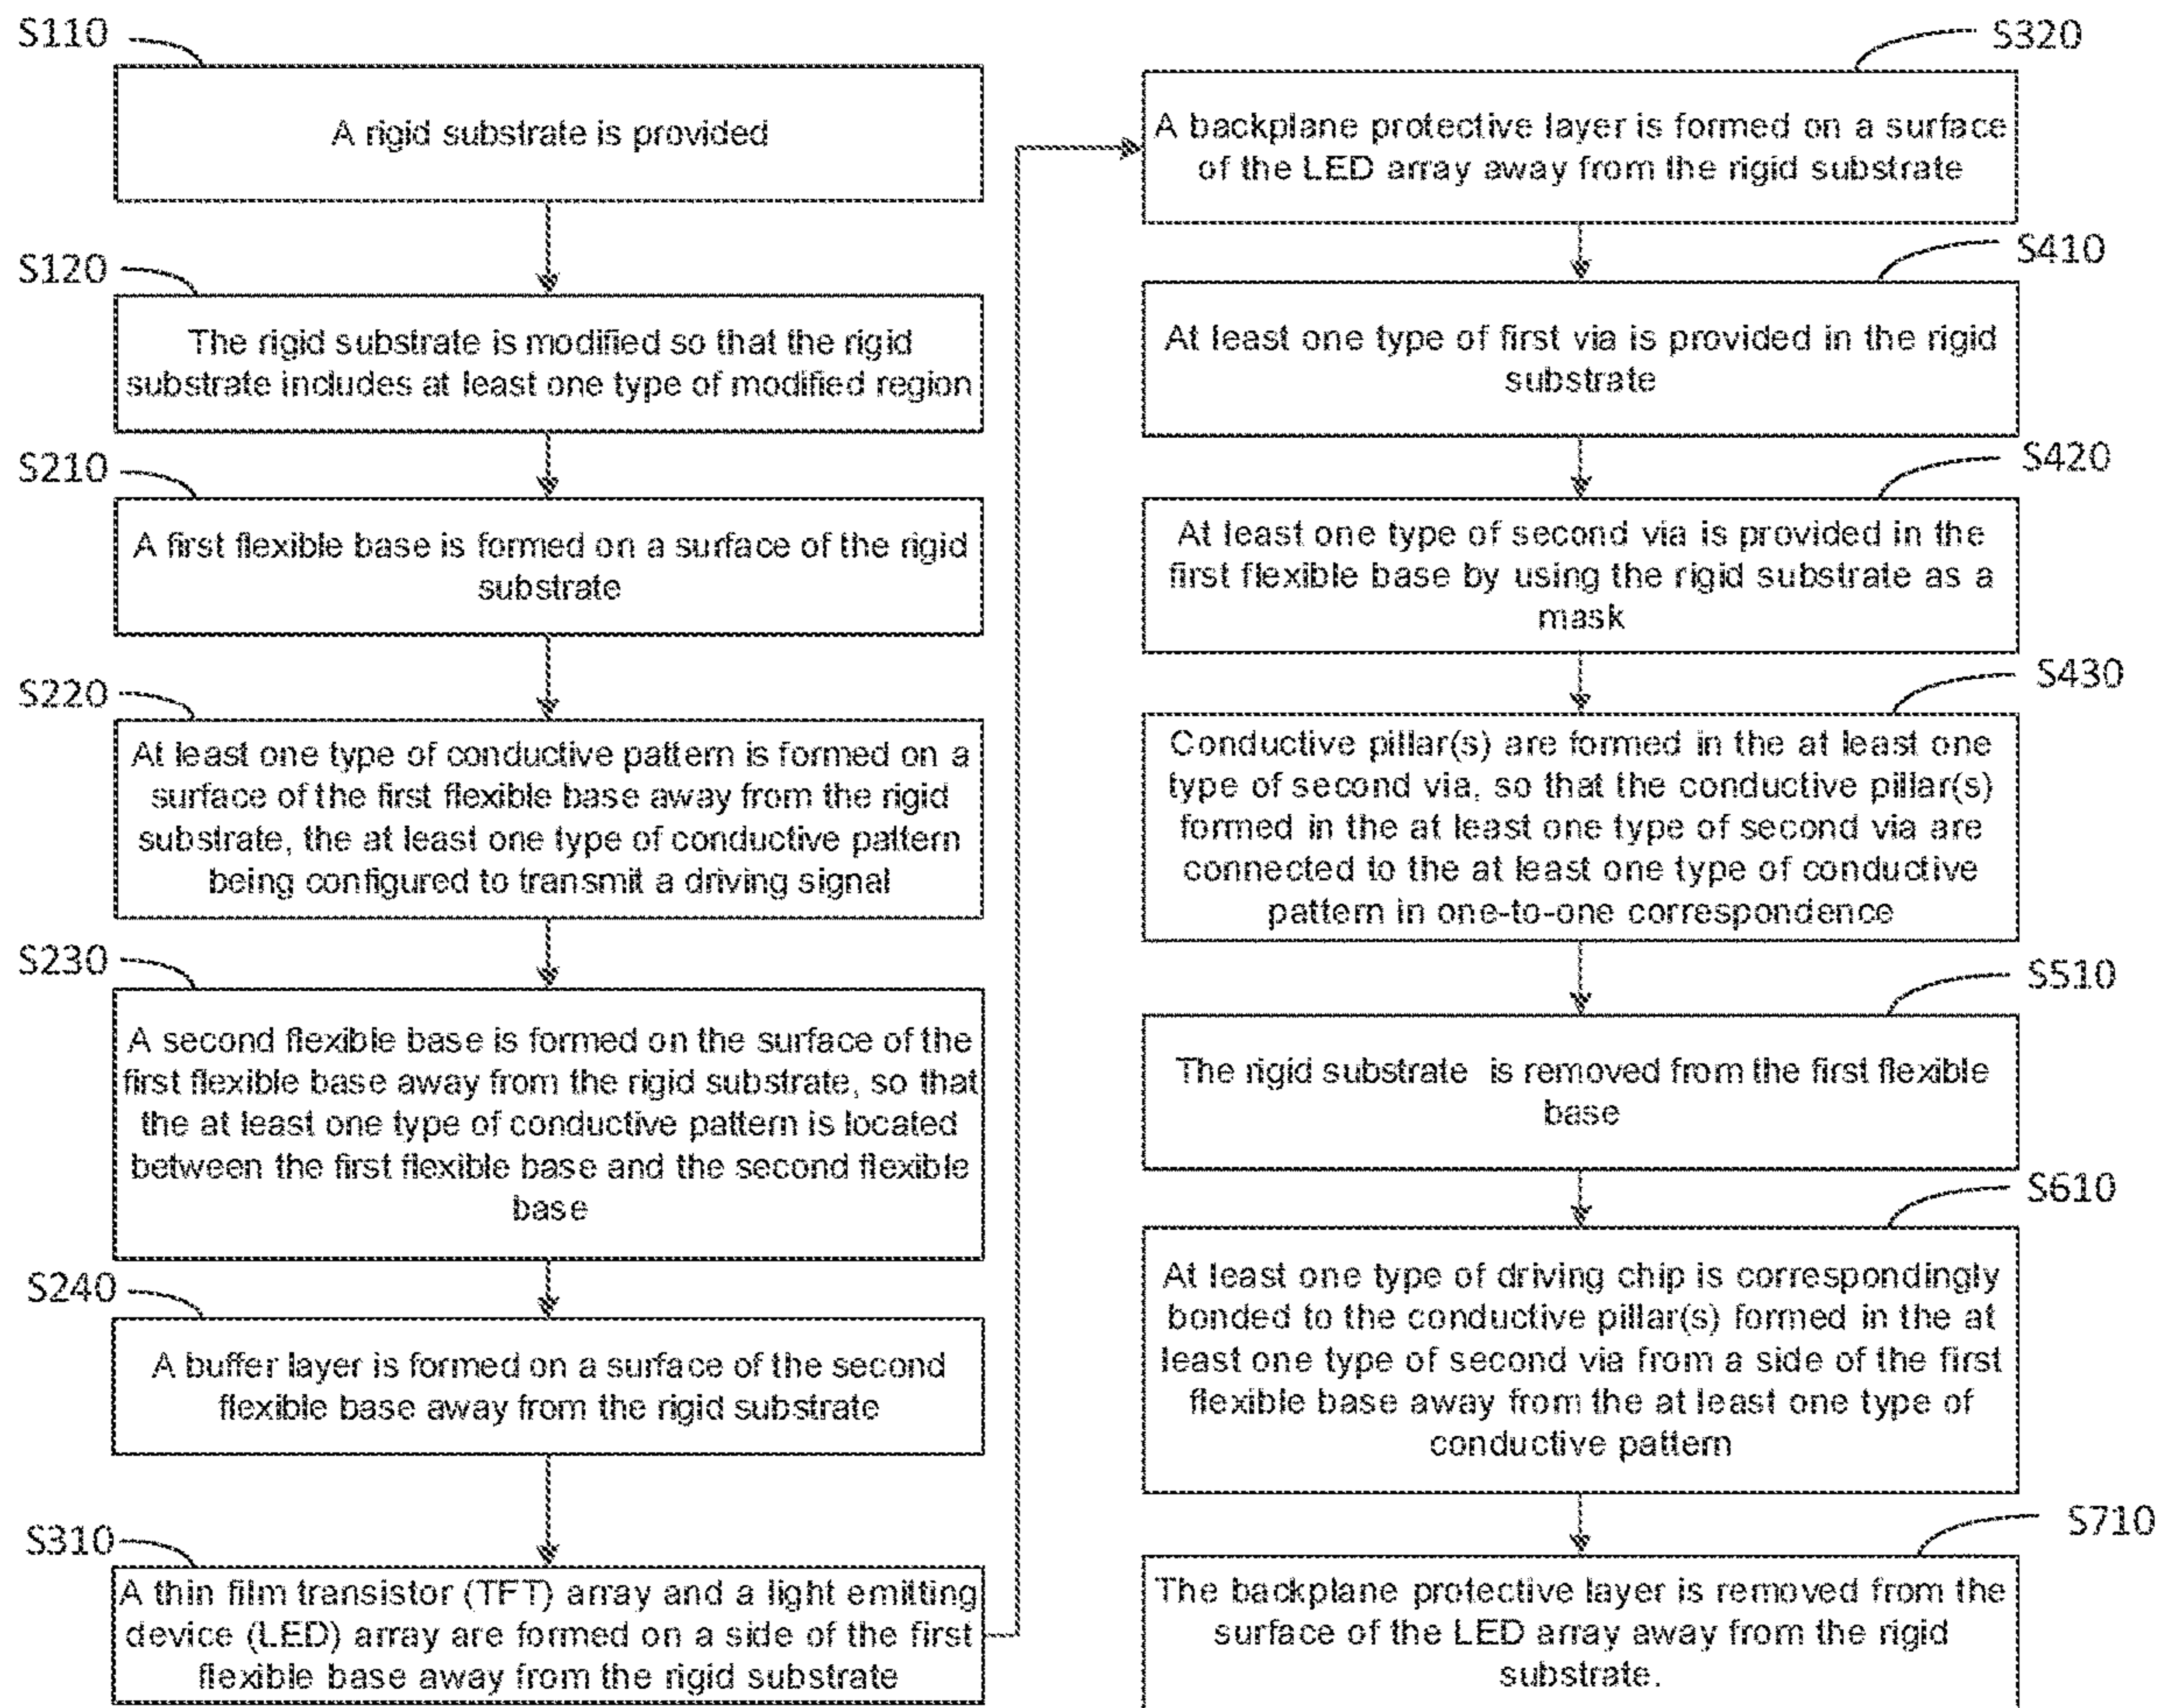 S110
A rigid substrate is provided
S120
The rigid substrate is modified so that the rigid
substrate includes at least one type of modified region
S210
A first flexible base is formed on a surface of the rigid
substrate
S220
At least one type of conductive pattern is formed on a
surface of the first flexible base away from the rigid
substrate, the at least one type of conductive pattern
being configured to transmit a driving signal
S230
A second flexible base is formed on the surface of the
first flexible base away from the rigid substrate, so that
the at least one type of conductive pattern is located
between the first flexible base and the second flexible
base
S240
A buffer layer is formed on a surface of the second
flexible base away from the rigid substrate
S310
A thin film transistor (TFT) array and a light emitting
device (LED) array are formed on a side of the first
flexible base away from the rigid substrate
S320
A backplane protective layer is formed on a surface
of the LED array away from the rigid substrate
S410
At least one type of first via is provided in the rigid
substrate
S420
At least one type of second via is provided in the
first flexible base by using the rigid substrate as a
mask
S430
Conductive pillar(s) are formed in the at least one
type of second via, so that the conductive pillar(s)
formed in the at least one type of second via are
connected to the at least one type of conductive
pattern in one-to-one correspondence
S510
The rigid substrate is removed from the first flexible
base
S610
At least one type of driving chip is correspondingly
bonded to the conductive pillar(s) formed in the at
least one type of second via from a side of the first
flexible base away from the at least one type of
conductive pattern
S710
The backplane protective layer is removed from the
surface of the LED array away from the rigid
substrate.